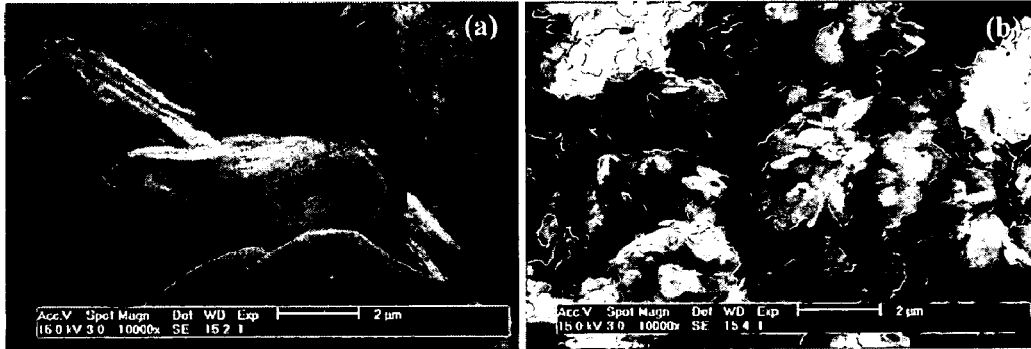 (a)
Acc.V Spot Magn Det WD Exp
15.0 kV 3.0 10000x SE 15.2 1
2 µm
(b)
Acc.V Spot Magn Det WD Exp
15.0 kV 3.0 10000x SE 15.4 1
2 µm